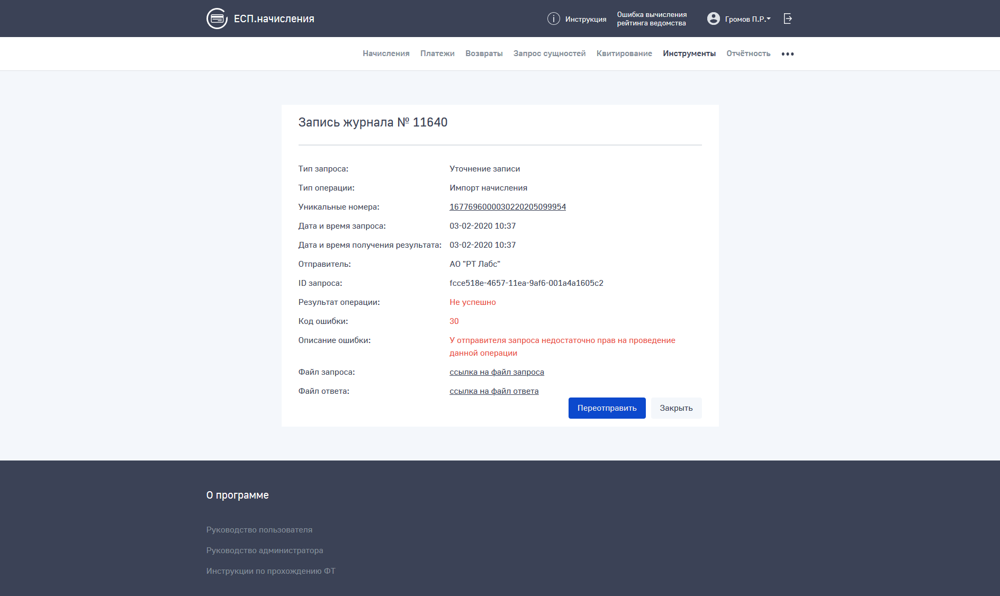 ЕСП.начисления
Инструкция
Ошибка вычисления
рейтинга ведомства
Громов П.Р.
Начисления Платежи Возвраты Запрос сущностей Квитирование Инструменты Отчётность •••
Запись журнала № 11640
Тип запроса: Уточнение записи
Тип операции: Импорт начисления
Уникальные номера: 16776960000030220205099954
Дата и время запроса: 03-02-2020 10:37
Дата и время получения результата: 03-02-2020 10:37
Отправитель: АО "РТ Лабс"
ID запроса: fcce518e-4657-11ea-9af6-001a4a1605c2
Результат операции: Не успешно
Код ошибки: 30
Описание ошибки: У отправителя запроса недостаточно прав на проведение
данной операции
Файл запроса: ссылка на файл запроса
Файл ответа: ссылка на файл ответа
Переотправить Закрыть
О программе
Руководство пользователя
Руководство администратора
Инструкции по прохождению ФТ